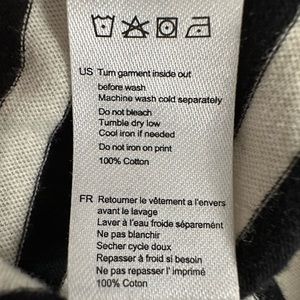 US Turn garment inside out
before wash
Machine wash cold separately
Do not bleach
Tumble dry low
Cool iron if needed
Do not iron on print
100% Cotton
FR Retourner le vêtement a l'envers
avant le lavage
Laver à l'eau froide séparemént
Ne pas blanchir
Secher cycle doux
Repasser à froid si besoin
Ne pas repasser l' imprimé
100% Coton